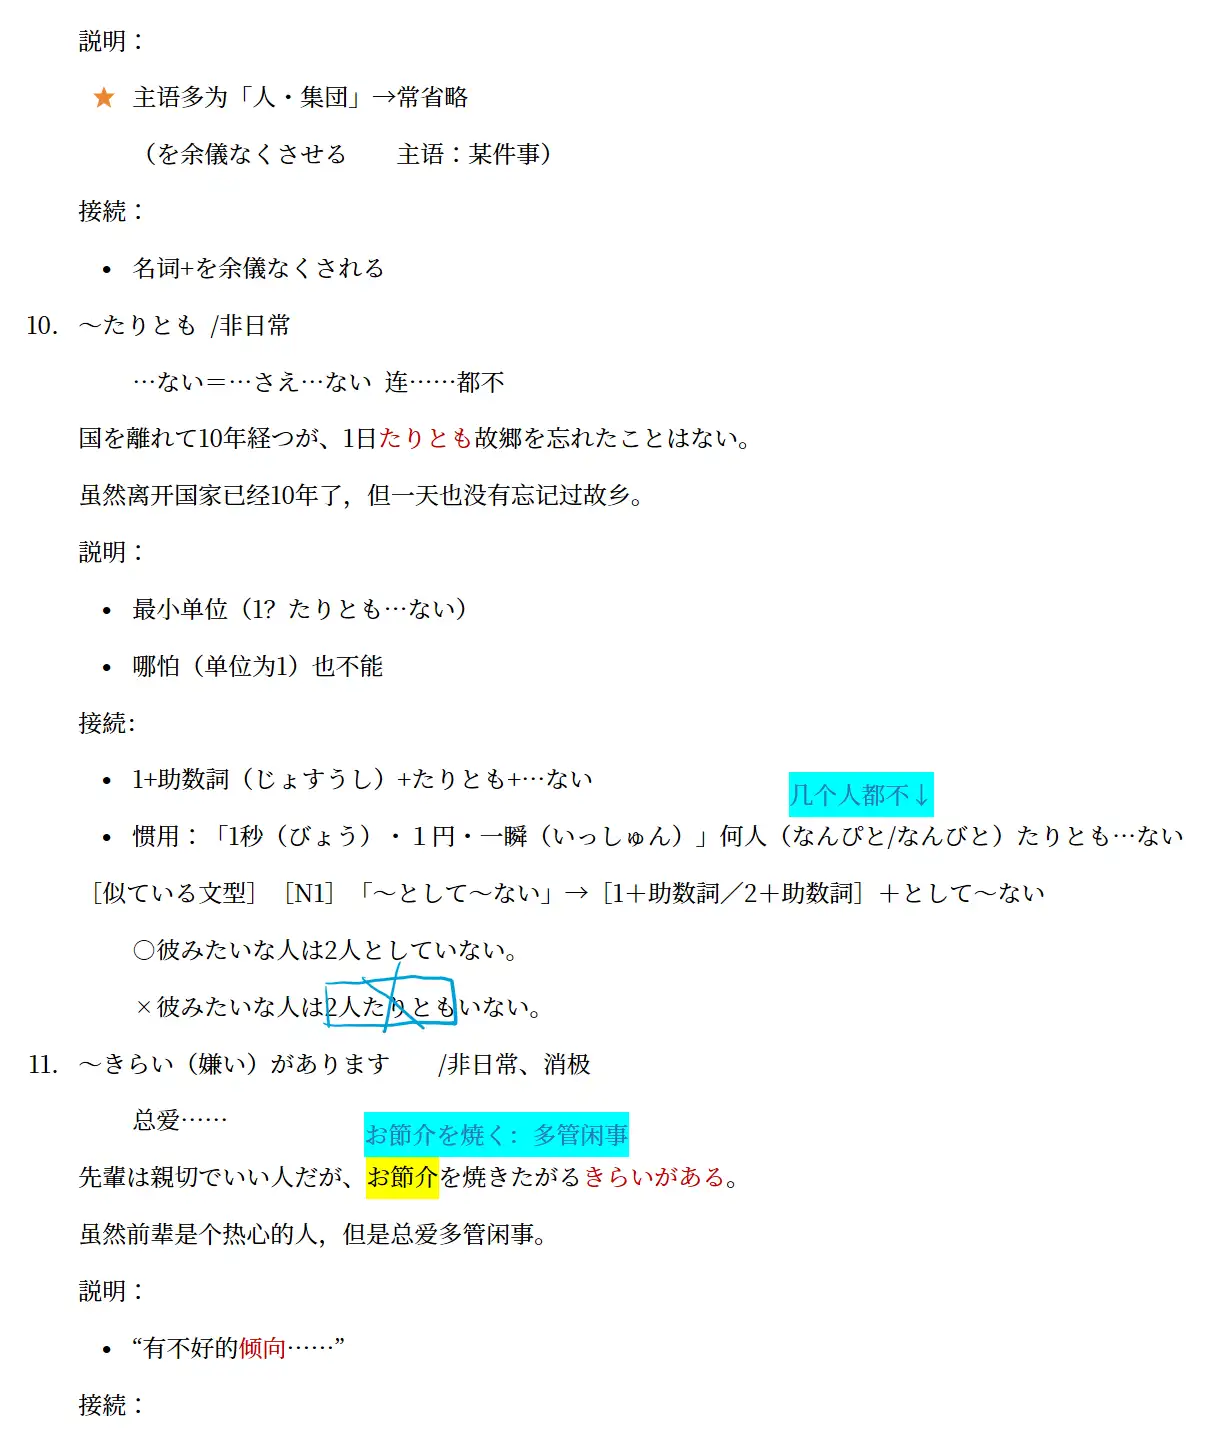 説明：
★ 主语多为「人・集団」→常省略
（を余儀なくさせる　　主语：某件事）
接続：
• 名词+を余儀なくされる
10. ～たりとも /非日常
…ない＝…さえ…ない 连……都不
国を離れて10年経つが、1日たりとも故郷を忘れたことはない。
虽然离开国家已经10年了，但一天也没有忘记过故乡。
説明：
• 最小单位（1？たりとも…ない）
• 哪怕（单位为1）也不能
接続：
• 1+助数詞（じょすうし）+たりとも+…ない
几个人都不↓
• 惯用：「1秒（びょう）・１円・一瞬（いっしゅん）」何人（なんぴと/なんびと）たりとも…ない
［似ている文型］［N1］「～として～ない」→［1＋助数詞／2＋助数詞］＋として～ない
○彼みたいな人は2人としていない。
×彼みたいな人は2人たりともいない。
11. ～きらい（嫌い）があります　　/非日常、消极
总爱……
お節介を焼く：多管闲事
先輩は親切でいい人だが、お節介を焼きたがるきらいがある。
虽然前辈是个热心的人，但是总爱多管闲事。
説明：
• “有不好的倾向……”
接続：